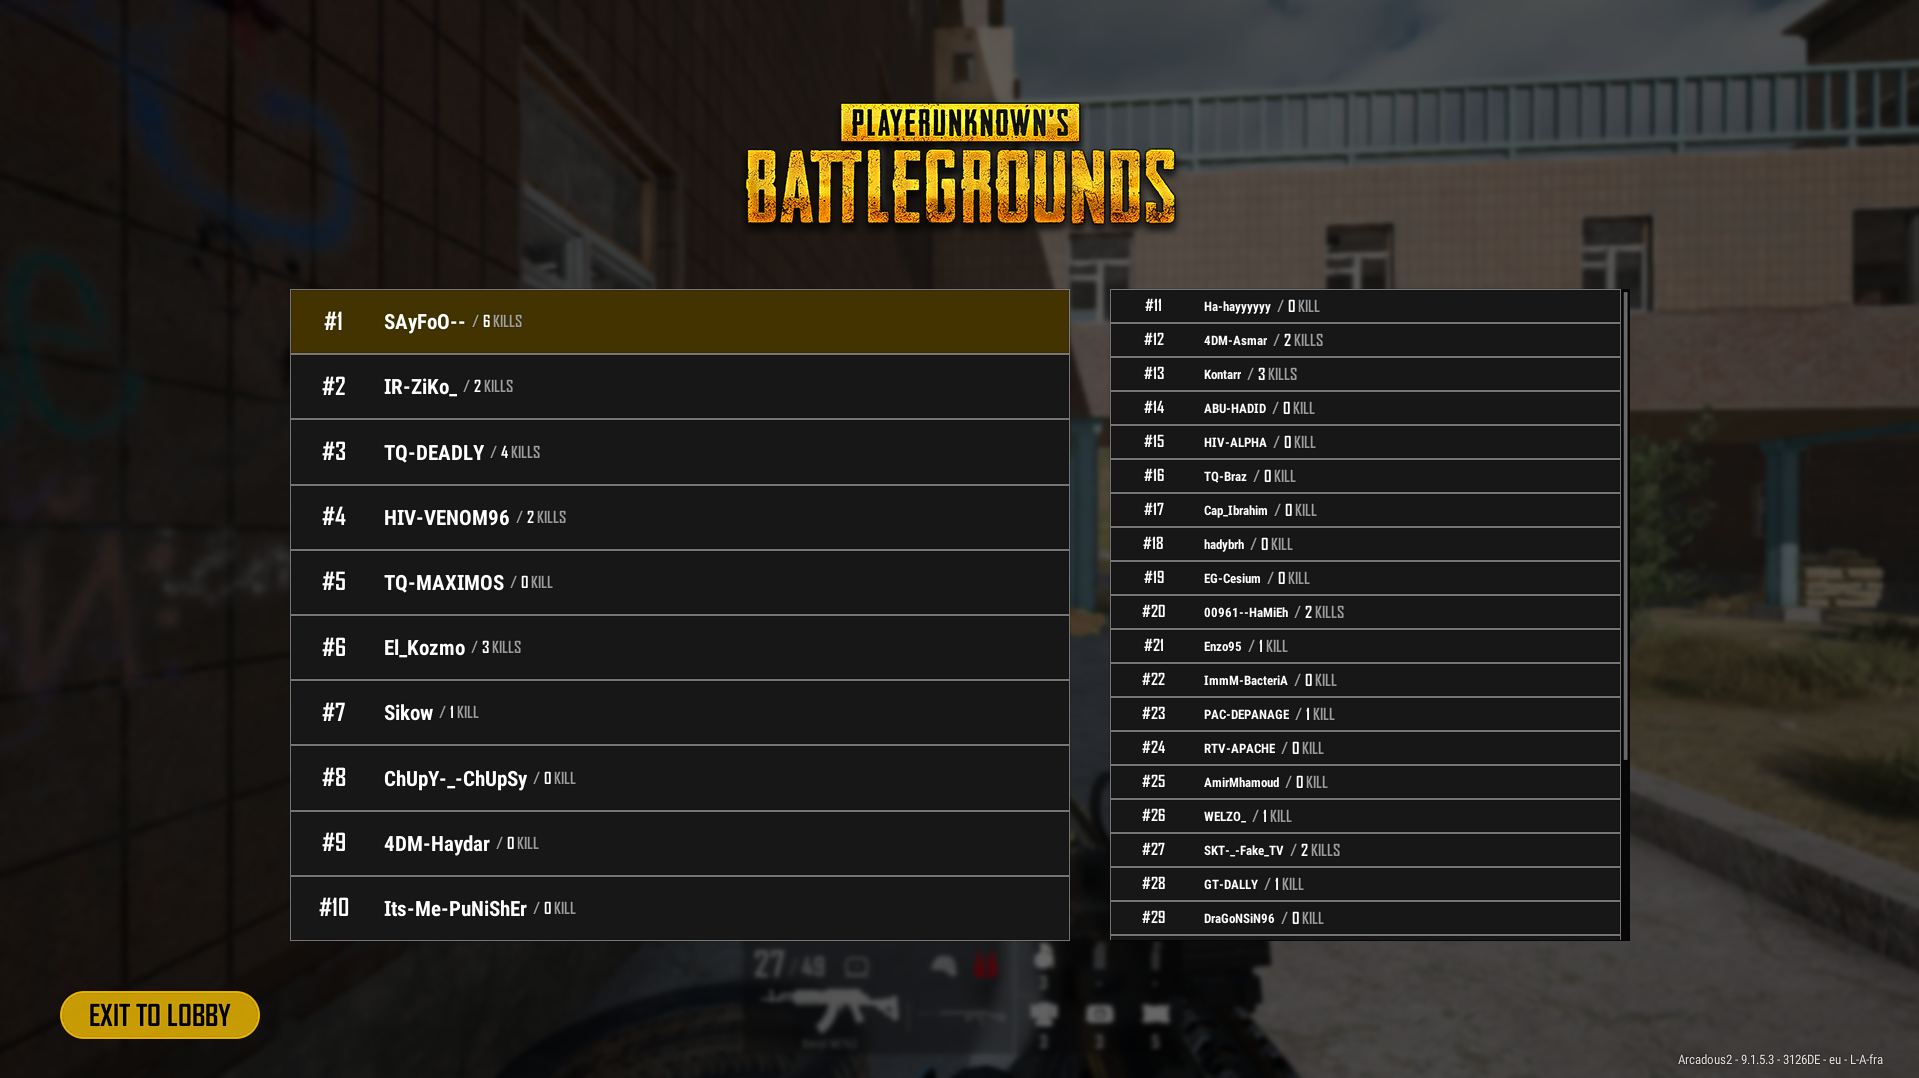 PLAYERUNKNOWN'S
BATTLEGROUNDS
#1 SAyFoO-- / 6 KILLS
#2 IR-ZiKo_ / 2 KILLS
#3 TQ-DEADLY / 4 KILLS
#4 HIV-VENOM96 / 2 KILLS
#5 TQ-MAXIMOS / 0 KILL
#6 El_Kozmo / 3 KILLS
#7 Sikow / 1 KILL
#8 ChUpY-_-ChUpSy / 0 KILL
#9 4DM-Haydar / 0 KILL
#10 Its-Me-PuNiShEr / 0 KILL
#11 Ha-hayyyyyy / 0 KILL
#12 4DM-Asmar / 2 KILLS
#13 Kontarr / 3 KILLS
#14 ABU-HADID / 0 KILL
#15 HIV-ALPHA / 0 KILL
#16 TQ-Braz / 0 KILL
#17 Cap_Ibrahim / 0 KILL
#18 hadybrh / 0 KILL
#19 EG-Cesium / 0 KILL
#20 00961--HaMiEh / 2 KILLS
#21 Enzo95 / 1 KILL
#22 ImmM-BacteriA / 0 KILL
#23 PAC-DEPANAGE / 1 KILL
#24 RTV-APACHE / 0 KILL
#25 AmirMhamoud / 0 KILL
#26 WELZO_ / 1 KILL
#27 SKT-_-Fake_TV / 2 KILLS
#28 GT-DALLY / 1 KILL
#29 DraGoNSiN96 / 0 KILL
27 / 49
3 - -
3 3 5
EXIT TO LOBBY
Arcadous2 - 9.1.5.3 - 3126DE - eu - L-A-fra